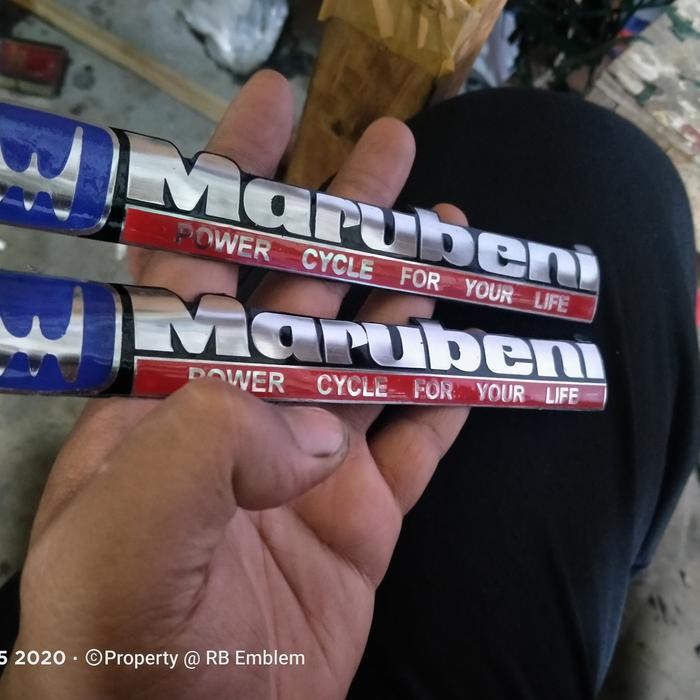 Marubeni
POWER CYCLE FOR YOUR LIFE
Marubeni
POWER CYCLE FOR YOUR LIFE
5 2020 · ©Property @ RB Emblem